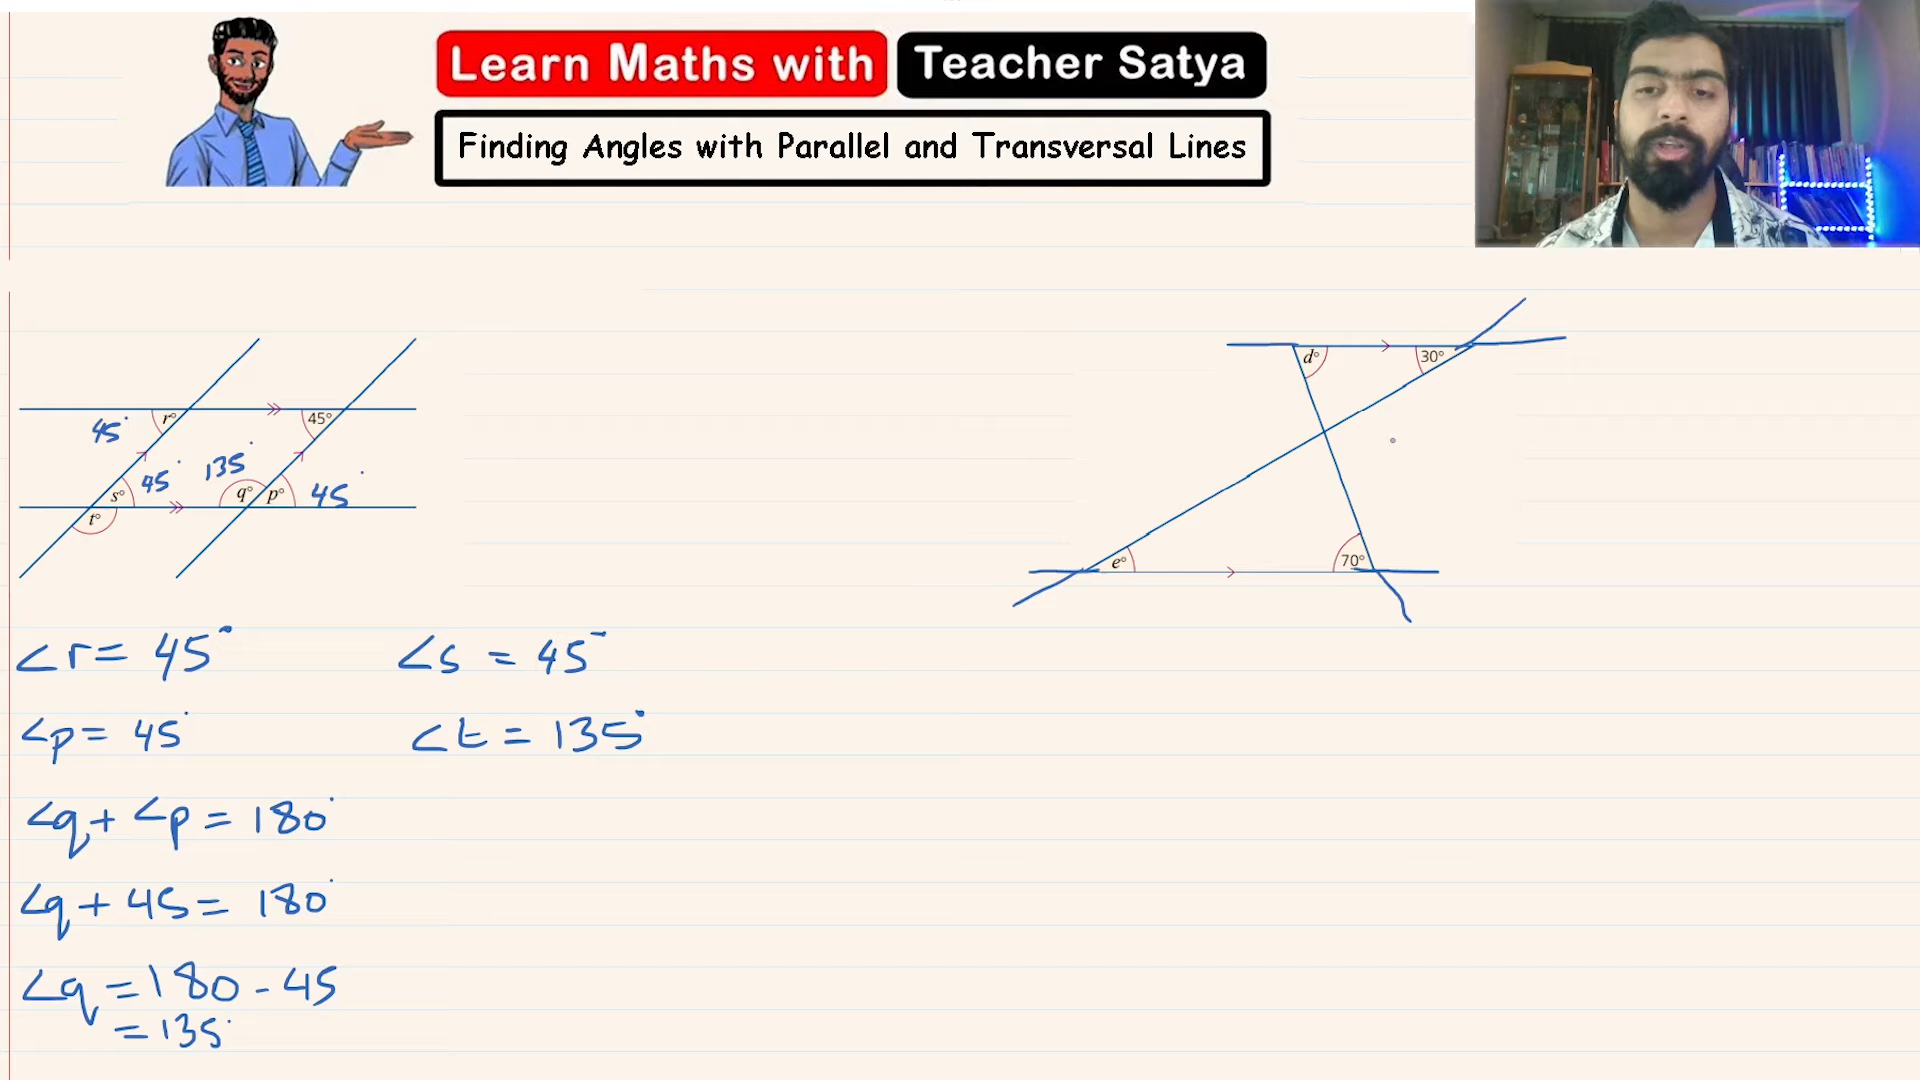 Learn Maths with Teacher Satya
Finding Angles with Parallel and Transversal Lines
r°
45°
45°
s°
45°
135°
q°
p°
45°
t°
d°
30°
e°
70°
∠r = 45°
∠s = 45°
∠p = 45°
∠t = 135°
∠q + ∠p = 180°
∠q + 45 = 180°
∠q = 180 - 45
= 135°